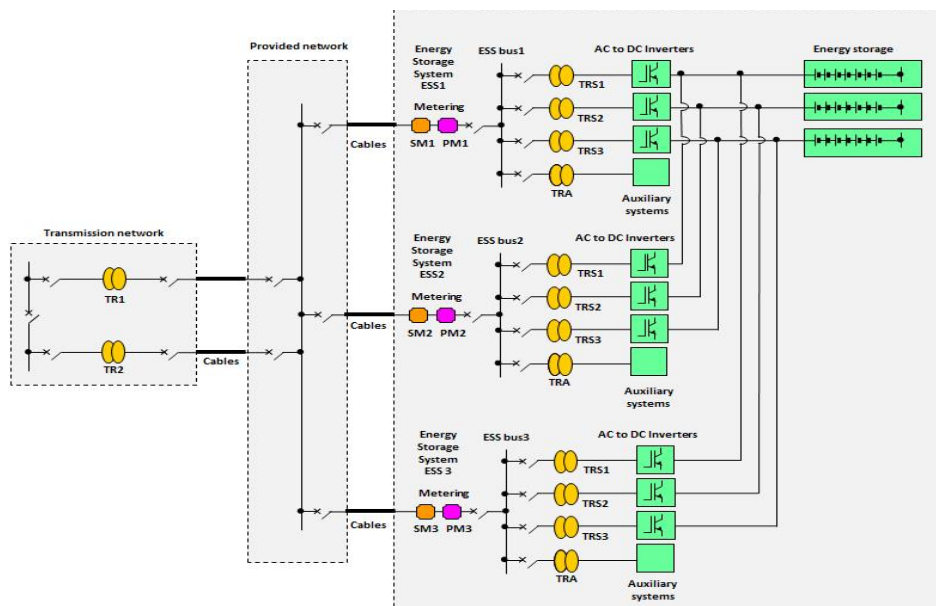 Provided network
Energy
Storage
System
ESS1
ESS bus1
AC to DC Inverters
Energy storage
TRS1
Metering
TRS2
SM1
PM1
Cables
TRS3
TRA
Auxiliary
systems
Transmission network
Energy
Storage
System
ESS2
ESS bus2
AC to DC Inverters
TRS1
Metering
TR1
TRS2
SM2
PM2
Cables
TRS3
TR2
Cables
TRA
Auxiliary
systems
Energy
Storage
System
ESS 3
ESS bus3
AC to DC Inverters
TRS1
Metering
TRS2
SM3
PM3
Cables
TRS3
TRA
Auxiliary
systems